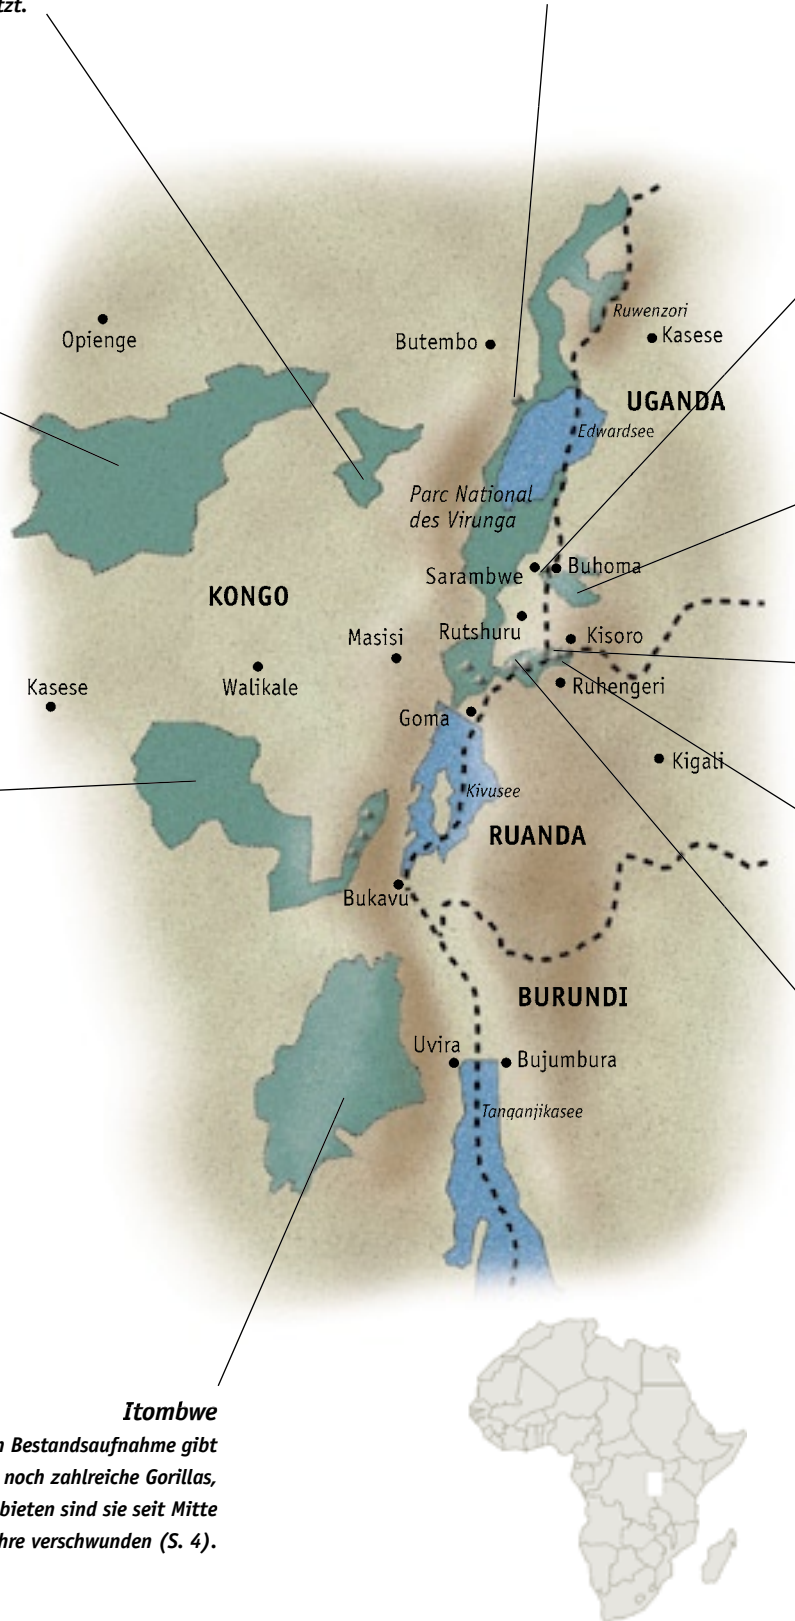 tzt.
Ruwenzori
Opienge
Butembo
Kasese
UGANDA
Edwardsee
Parc National
des Virunga
Sarambwe
Buhoma
KONGO
Rutshuru
Kisoro
Masisi
Kasese
Walikale
Ruhengeri
Goma
Kigali
Kivusee
RUANDA
Bukavu
BURUNDI
Uvira
Bujumbura
Tanganjikasee
Itombwe
n Bestandsaufnahme gibt
noch zahlreiche Gorillas,
bieten sind sie seit Mitte
hre verschwunden (S. 4).